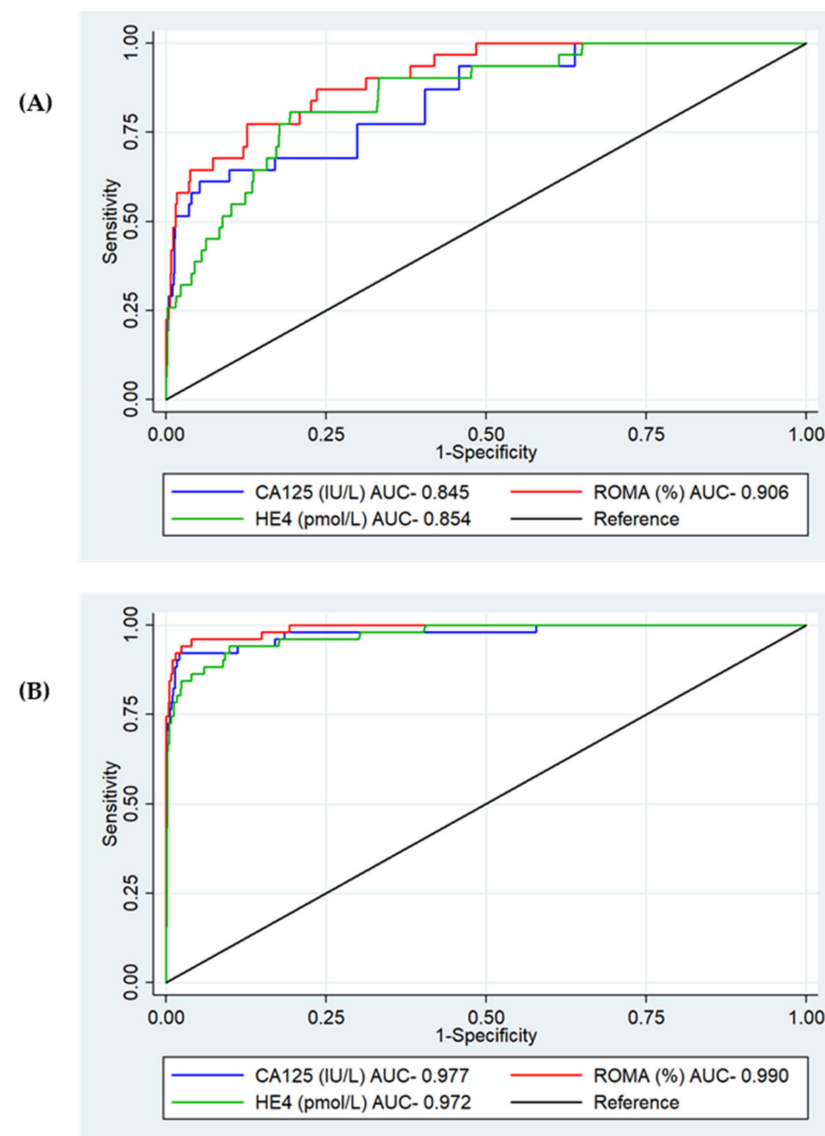 (A)
Sensitivity
1.00
0.75
0.50
0.25
0.00
0.00 0.25 0.50 0.75 1.00
1-Specificity
CA125 (IU/L) AUC- 0.845 ROMA (%) AUC- 0.906
HE4 (pmol/L) AUC- 0.854 Reference
(B)
Sensitivity
1.00
0.75
0.50
0.25
0.00
0.00 0.25 0.50 0.75 1.00
1-Specificity
CA125 (IU/L) AUC- 0.977 ROMA (%) AUC- 0.990
HE4 (pmol/L) AUC- 0.972 Reference